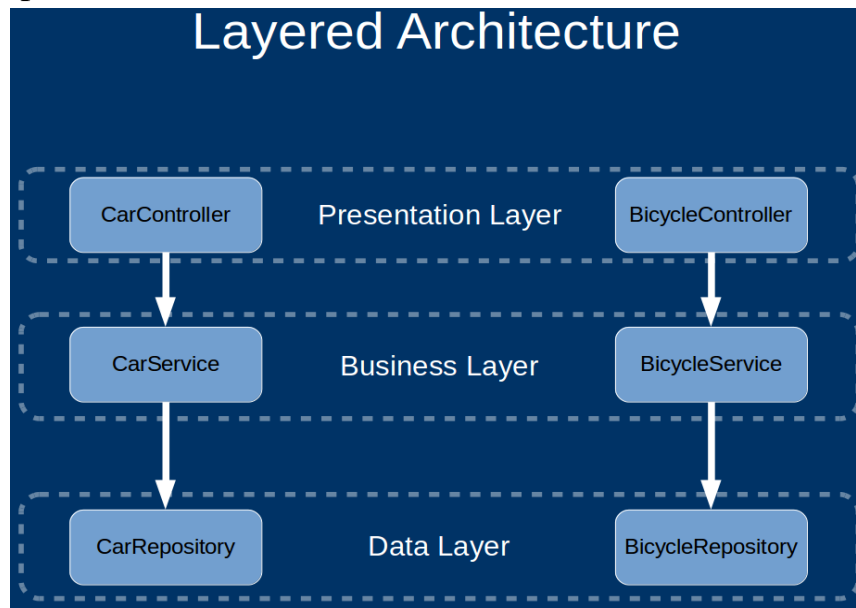 Layered Architecture
CarController
Presentation Layer
BicycleController
CarService
Business Layer
BicycleService
CarRepository
Data Layer
BicycleRepository